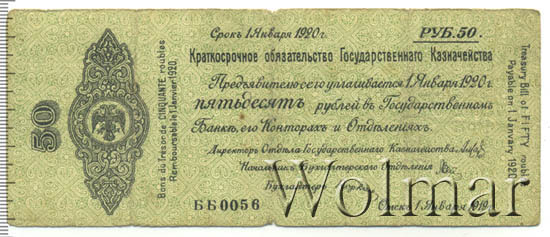 Срокъ 1 Января 1920 г.
РУБ. 50.
Краткосрочное обязательство Государственнаго Казначейства
Предъявителю сего уплачивается 1 Января 1920 г.
пятьдесятъ рублей въ Государственномъ
Банкѣ, его Конторахъ и Отдѣленіяхъ.
Директоръ Отдѣла Государственнаго Казначейства
Начальникъ Бухгалтерскаго Отдѣленія
Бухгалтеръ
ББ0056
Омскъ 1 Января 1919
50
Bons du trésor de CINQUANTE roubles
Remboursable le 1 Janvier 1920.
Treasury Bill of FIFTY roubl
Payable on 1 January 1920
Wolmar